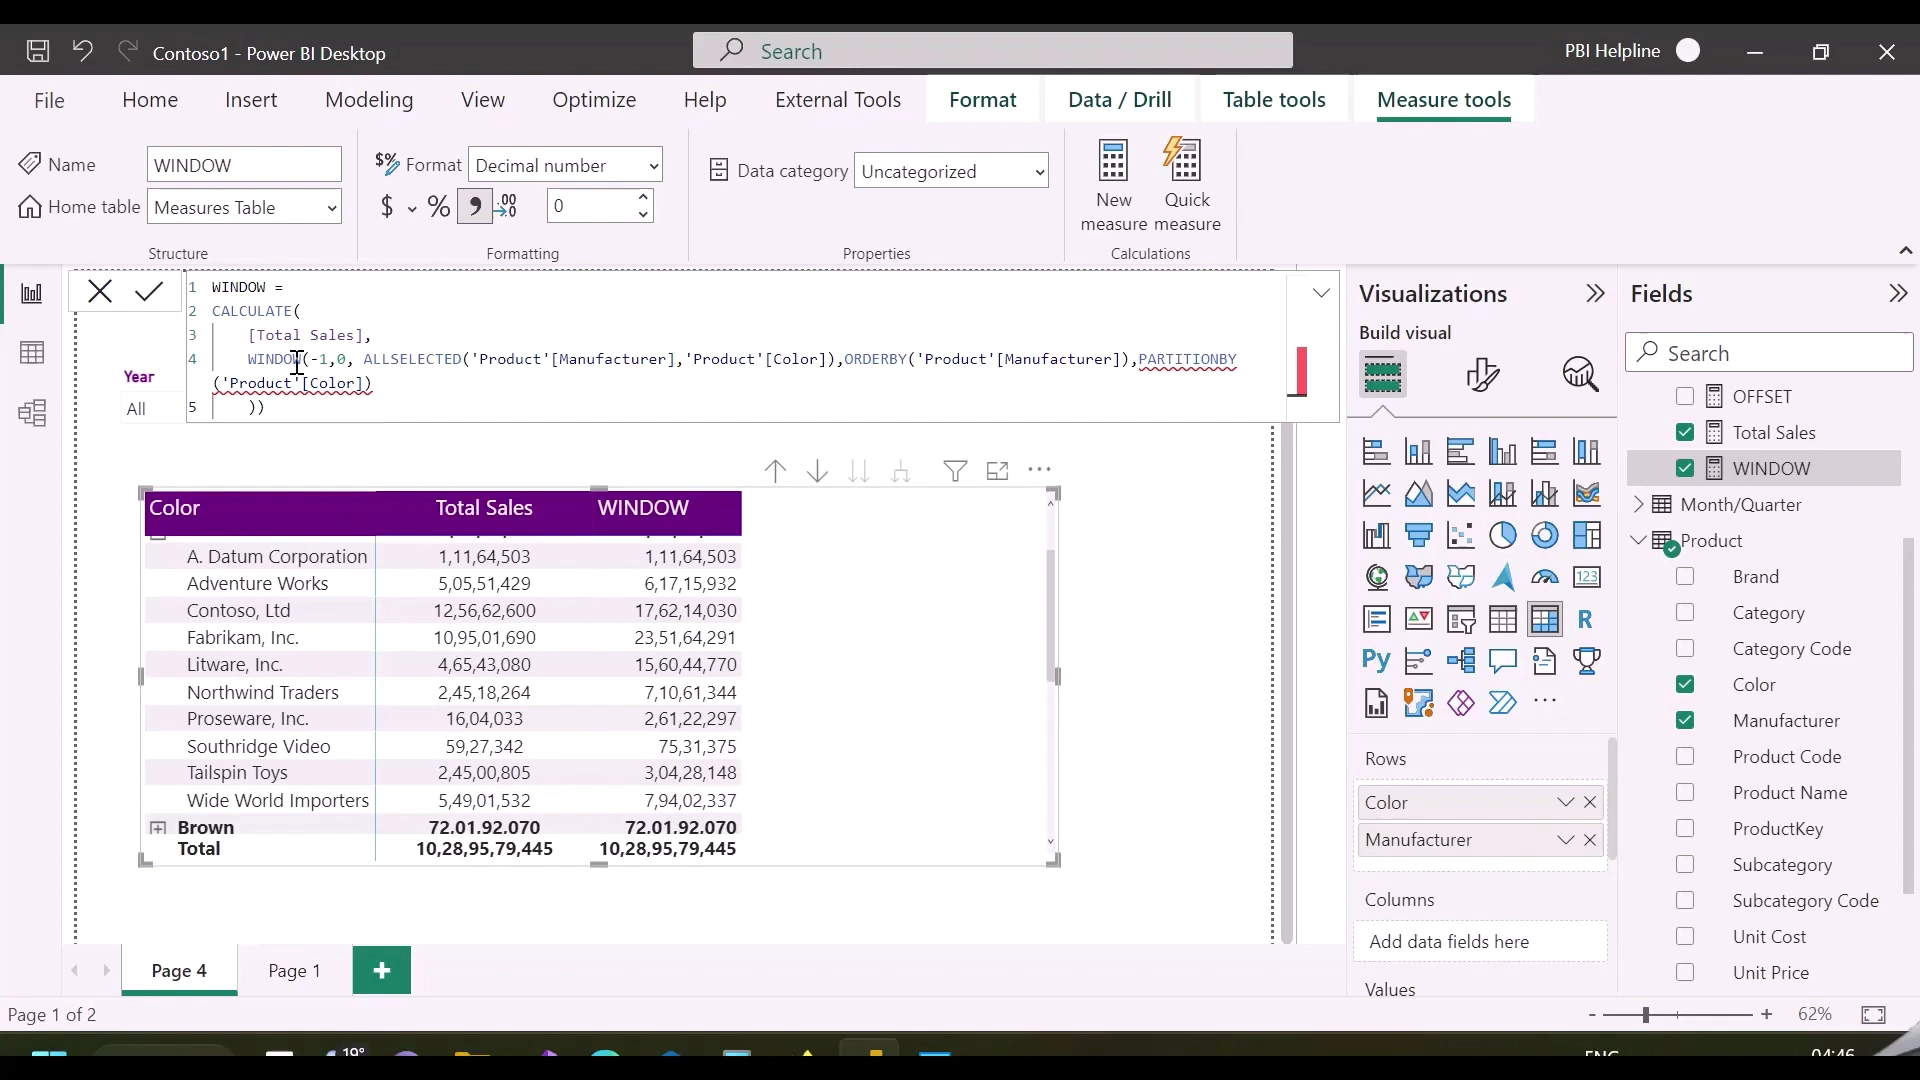 Contoso1 - Power BI Desktop
Search
PBI Helpline
File
Home
Insert
Modeling
View
Optimize
Help
External Tools
Format
Data / Drill
Table tools
Measure tools
Name
WINDOW
$% Format
Decimal number
Data category
Uncategorized
New measure
Quick measure
Home table
Measures Table
$ % 9 .00
0
Structure
Formatting
Properties
Calculations
1 WINDOW =
2 CALCULATE(
3 [Total Sales],
4 WINDOW(-1,0, ALLSELECTED('Product'[Manufacturer],'Product'[Color]),ORDERBY('Product'[Manufacturer]),PARTITIONBY
('Product'[Color])
5 ))
Year
All
Color Total Sales WINDOW
A. Datum Corporation 1,11,64,503 1,11,64,503
Adventure Works 5,05,51,429 6,17,15,932
Contoso, Ltd 12,56,62,600 17,62,14,030
Fabrikam, Inc. 10,95,01,690 23,51,64,291
Litware, Inc. 4,65,43,080 15,60,44,770
Northwind Traders 2,45,18,264 7,10,61,344
Proseware, Inc. 16,04,033 2,61,22,297
Southridge Video 59,27,342 75,31,375
Tailspin Toys 2,45,00,805 3,04,28,148
Wide World Importers 5,49,01,532 7,94,02,337
Brown 72,01,92,070 72,01,92,070
Total 10,28,95,79,445 10,28,95,79,445
Visualizations
Build visual
123
R
Py
Rows
Color
Manufacturer
Columns
Add data fields here
Values
Fields
Search
OFFSET
Total Sales
WINDOW
Month/Quarter
Product
Brand
Category
Category Code
Color
Manufacturer
Product Code
Product Name
ProductKey
Subcategory
Subcategory Code
Unit Cost
Unit Price
Page 4
Page 1
Page 1 of 2
- + 62%
19°
ENG
04:46